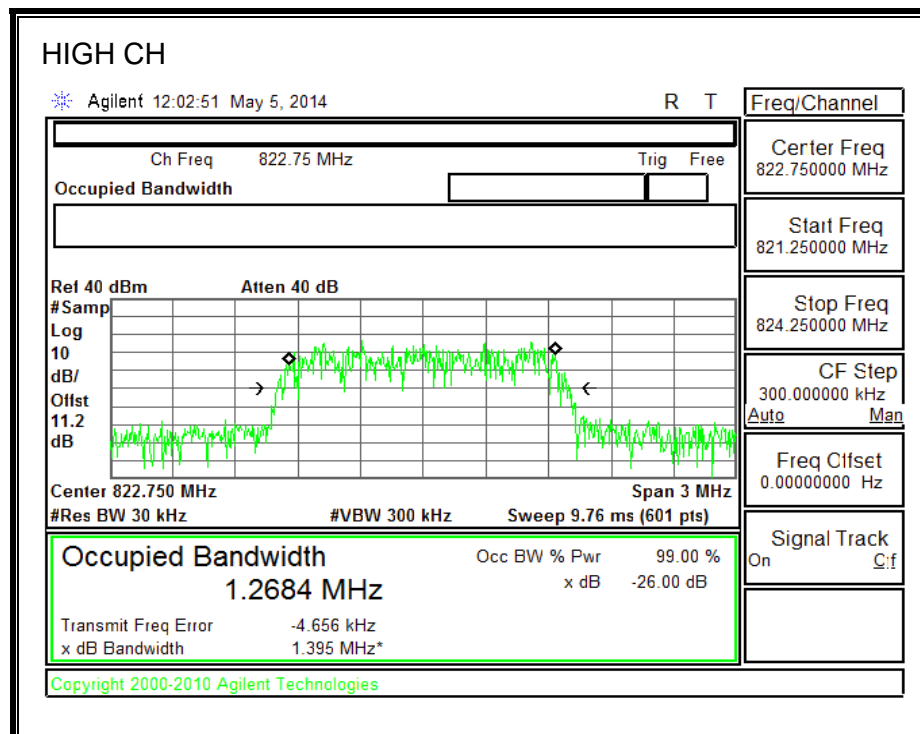 HIGH CH
Agilent 12:02:51 May 5, 2014 R T
Freq/Channel
Ch Freq 822.75 MHz Trig Free
Occupied Bandwidth
Center Freq
822.750000 MHz
Start Freq
821.250000 MHz
Stop Freq
824.250000 MHz
CF Step
300.000000 kHz
Auto Man
Freq Offset
0.00000000 Hz
Signal Track
On Off
Ref 40 dBm Atten 40 dB
#Samp
Log
10
dB/
Offst
11.2
dB
Center 822.750 MHz Span 3 MHz
#Res BW 30 kHz #VBW 300 kHz Sweep 9.76 ms (601 pts)
Occupied Bandwidth
1.2684 MHz
Occ BW % Pwr 99.00 %
x dB -26.00 dB
Transmit Freq Error -4.656 kHz
x dB Bandwidth 1.395 MHz*
Copyright 2000-2010 Agilent Technologies